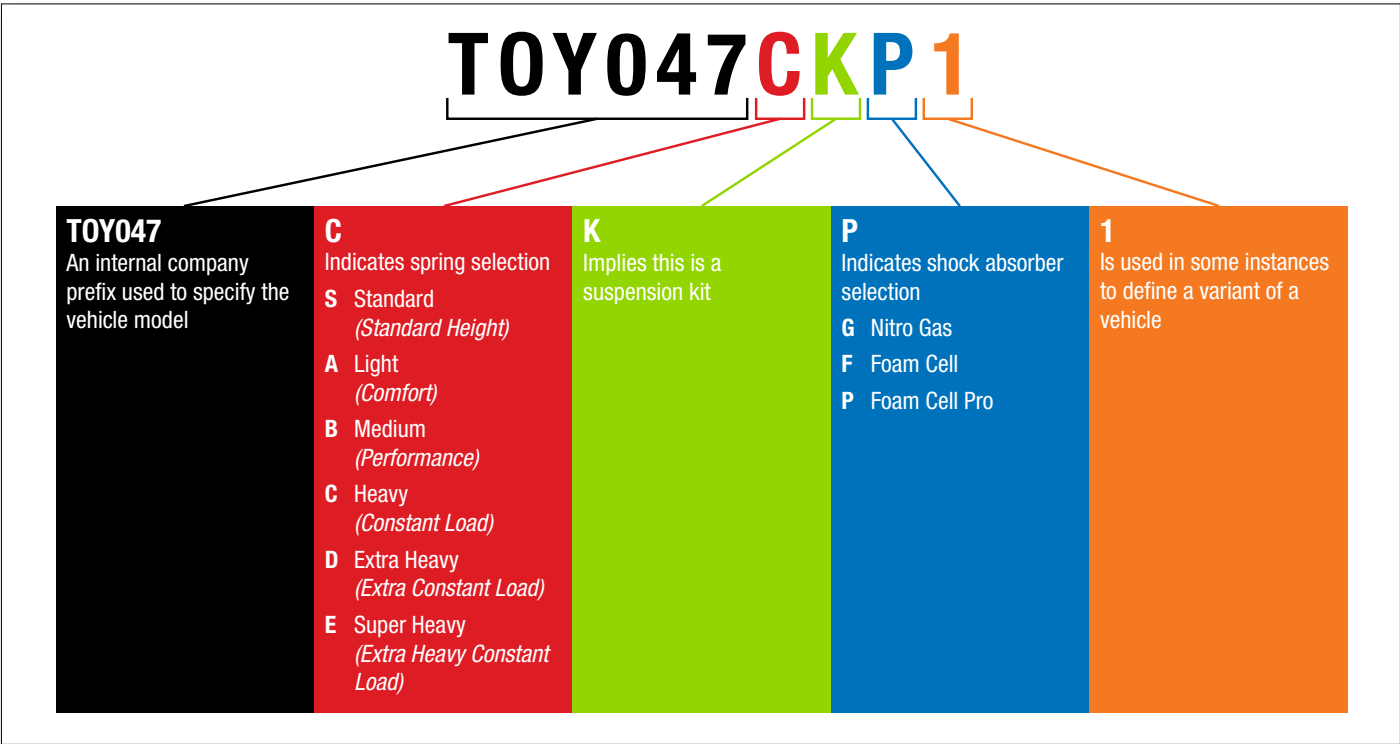 TOY047CKP1
TOY047
An internal company
prefix used to specify the
vehicle model
C
Indicates spring selection
S Standard
(Standard Height)
A Light
(Comfort)
B Medium
(Performance)
C Heavy
(Constant Load)
D Extra Heavy
(Extra Constant Load)
E Super Heavy
(Extra Heavy Constant
Load)
K
Implies this is a
suspension kit
P
Indicates shock absorber
selection
G Nitro Gas
F Foam Cell
P Foam Cell Pro
1
Is used in some instances
to define a variant of a
vehicle